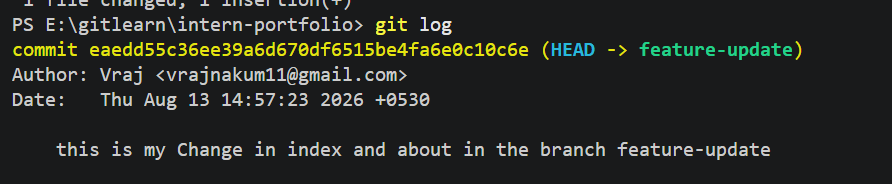 1 file changed, 1 insertion(+)
PS E:\gitlearn\intern-portfolio> git log
commit eaedd55c36ee39a6d670df6515be4fa6e0c10c6e (HEAD -> feature-update)
Author: Vraj <vrajnakum11@gmail.com>
Date:   Thu Aug 13 14:57:23 2026 +0530

    this is my Change in index and about in the branch feature-update